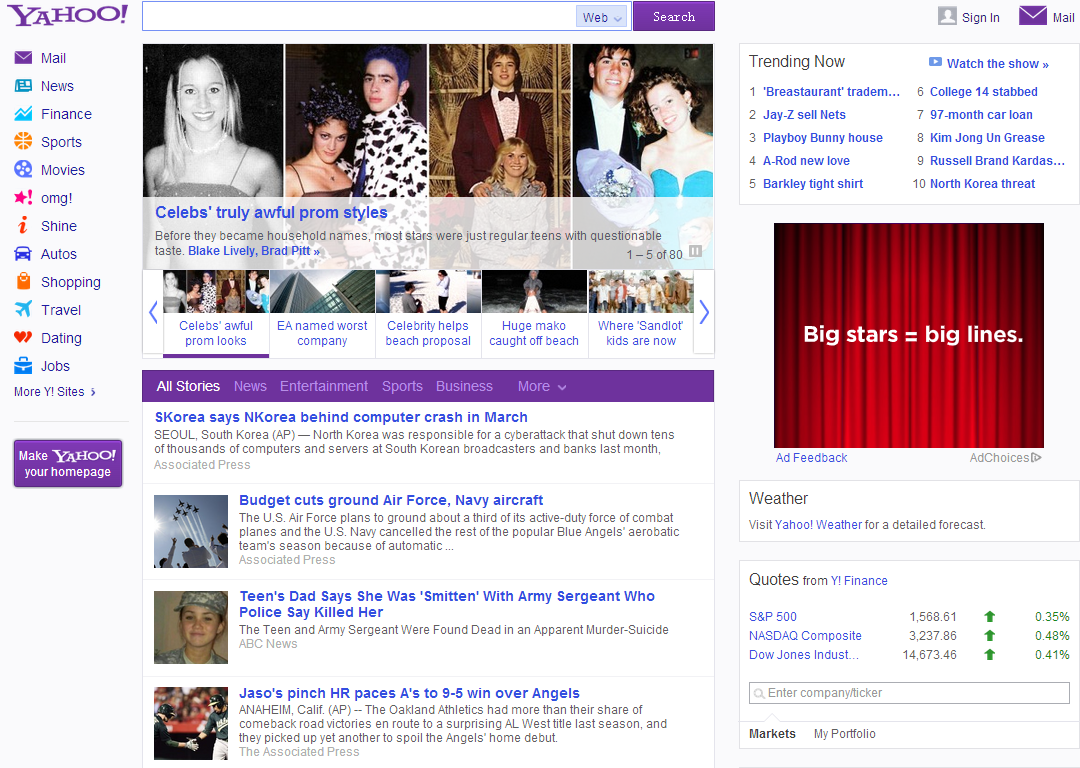 YAHOO!
Web
Search
Sign In
Mail
Mail
News
Finance
Sports
Movies
omg!
Shine
Autos
Shopping
Travel
Dating
Jobs
More Y! Sites ›
Make YAHOO!
your homepage
Celebs' truly awful prom styles
Before they became household names, most stars were just regular teens with questionable
taste. Blake Lively, Brad Pitt »
1 – 5 of 80
Celebs' awful
prom looks
EA named worst
company
Celebrity helps
beach proposal
Huge mako
caught off beach
Where 'Sandlot'
kids are now
All Stories News Entertainment Sports Business More
SKorea says NKorea behind computer crash in March
SEOUL, South Korea (AP) — North Korea was responsible for a cyberattack that shut down tens
of thousands of computers and servers at South Korean broadcasters and banks last month,
Associated Press
Budget cuts ground Air Force, Navy aircraft
The U.S. Air Force plans to ground about a third of its active-duty force of combat
planes and the U.S. Navy cancelled the rest of the popular Blue Angels' aerobatic
team's season because of automatic ...
Associated Press
Teen's Dad Says She Was 'Smitten' With Army Sergeant Who
Police Say Killed Her
The Teen and Army Sergeant Were Found Dead in an Apparent Murder-Suicide
ABC News
Jaso's pinch HR paces A's to 9-5 win over Angels
ANAHEIM, Calif. (AP) -- The Oakland Athletics had more than their share of
comeback road victories en route to a surprising AL West title last season, and
they picked up yet another to spoil the Angels' home debut.
The Associated Press
Trending Now
Watch the show »
1 'Breastaurant' tradem...
2 Jay-Z sell Nets
3 Playboy Bunny house
4 A-Rod new love
5 Barkley tight shirt
6 College 14 stabbed
7 97-month car loan
8 Kim Jong Un Grease
9 Russell Brand Kardas...
10 North Korea threat
Big stars = big lines.
Ad Feedback
AdChoices
Weather
Visit Yahoo! Weather for a detailed forecast.
Quotes from Y! Finance
S&P 500 1,568.61 0.35%
NASDAQ Composite 3,237.86 0.48%
Dow Jones Indust... 14,673.46 0.41%
Enter company/ticker
Markets My Portfolio